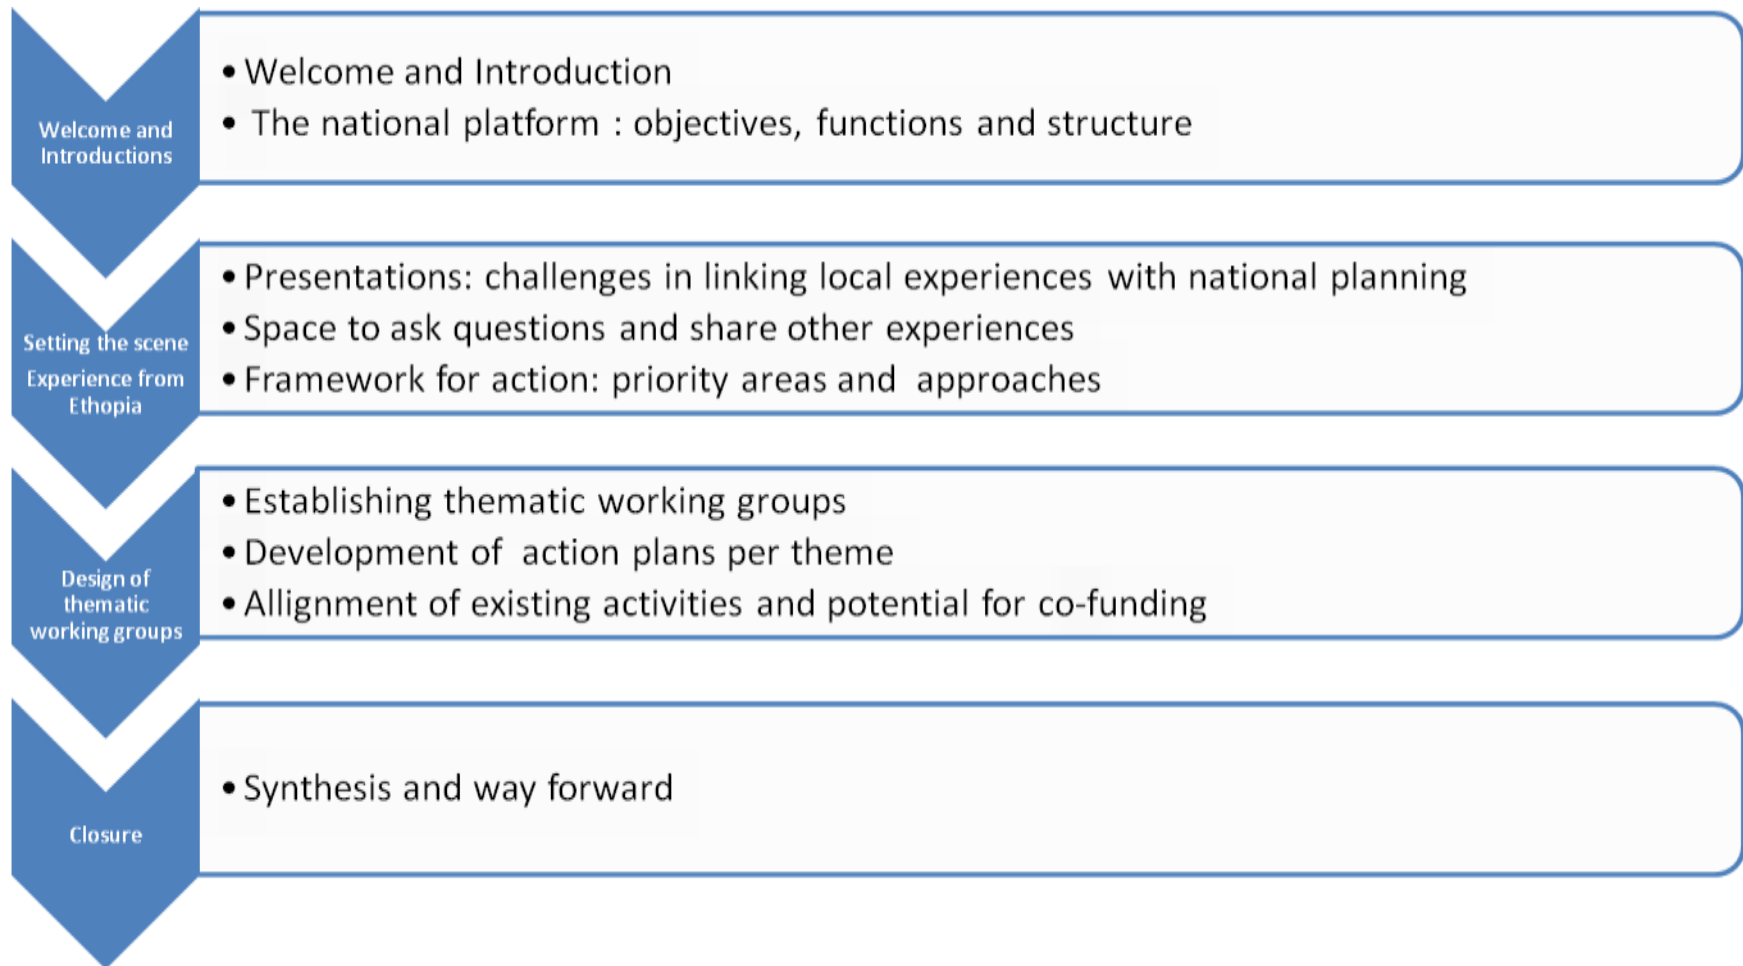 Welcome and
Introductions
• Welcome and Introduction
• The national platform : objectives, functions and structure
Setting the scene
Experience from
Ethopia
• Presentations: challenges in linking local experiences with national planning
• Space to ask questions and share other experiences
• Framework for action: priority areas and approaches
Design of
thematic
working groups
• Establishing thematic working groups
• Development of action plans per theme
• Allignment of existing activities and potential for co-funding
Closure
• Synthesis and way forward